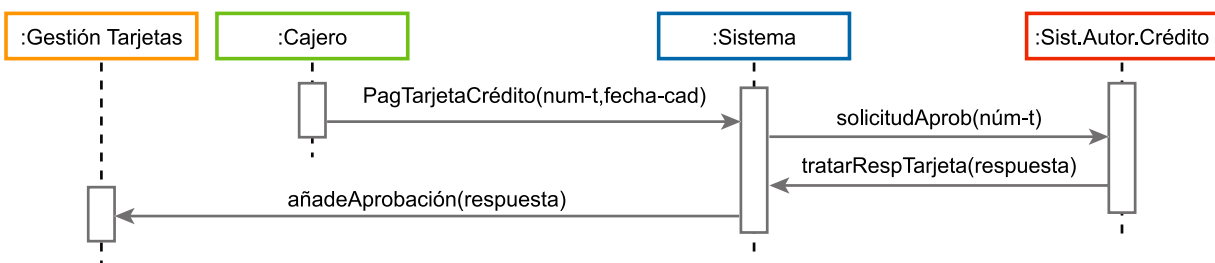 :Gestión Tarjetas
:Cajero
:Sistema
:Sist.Autor.Crédito
PagTarjetaCrédito(num-t,fecha-cad)
solicitudAprob(núm-t)
tratarRespTarjeta(respuesta)
añadeAprobación(respuesta)